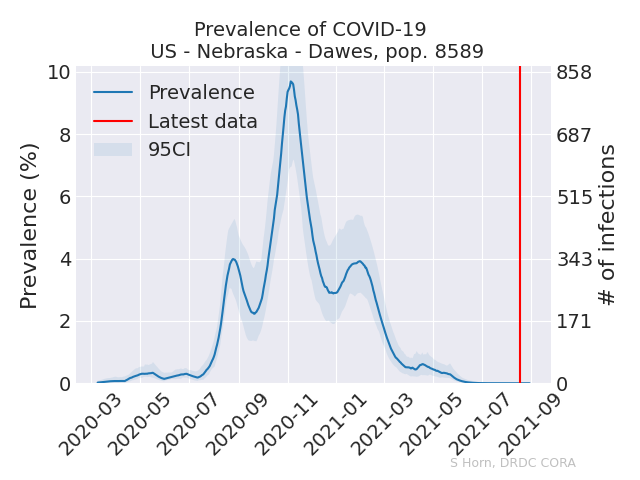 Prevalence of COVID-19
US - Nebraska - Dawes, pop. 8589
Prevalence
Latest data
95CI
Prevalence (%)
10
8
6
4
2
0
858
687
515
343
171
0
# of infections
2020-03
2020-05
2020-07
2020-09
2020-11
2021-01
2021-03
2021-05
2021-07
2021-09
S Horn, DRDC CORA